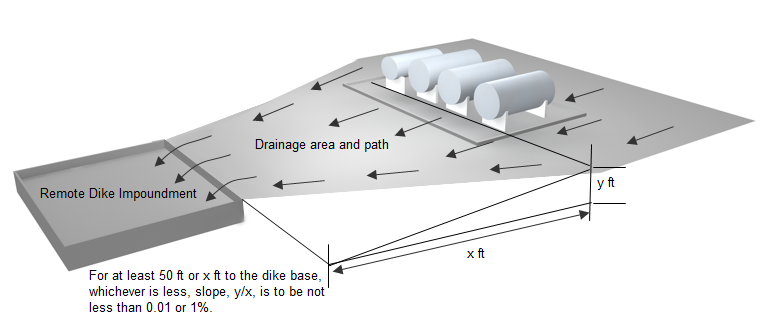 Drainage area and path
Remote Dike Impoundment
y ft
x ft
For at least 50 ft or x ft to the dike base,
whichever is less, slope, y/x, is to be not
less than 0.01 or 1%.